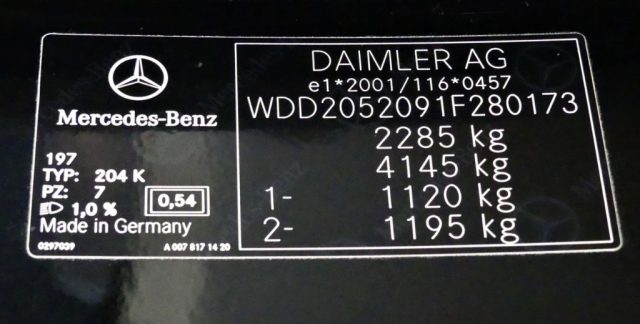 Mercedes-Benz
197
TYP: 204 K
PZ: 7
1,0 %
0,54
Made in Germany
0297039
A 007 817 14 20
DAIMLER AG
e1*2001/116*0457
WDD2052091F280173
2285 kg
4145 kg
1- 1120 kg
2- 1195 kg